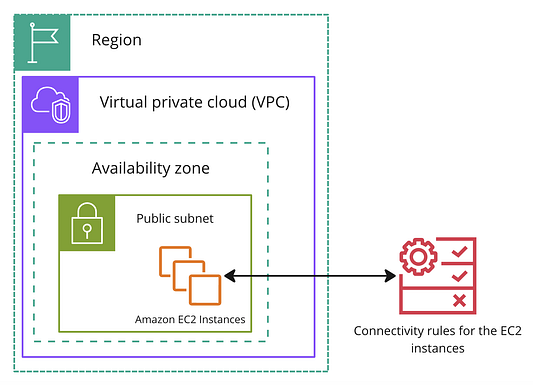 Region
Virtual private cloud (VPC)
Availability zone
Public subnet
Amazon EC2 Instances
Connectivity rules for the EC2
instances